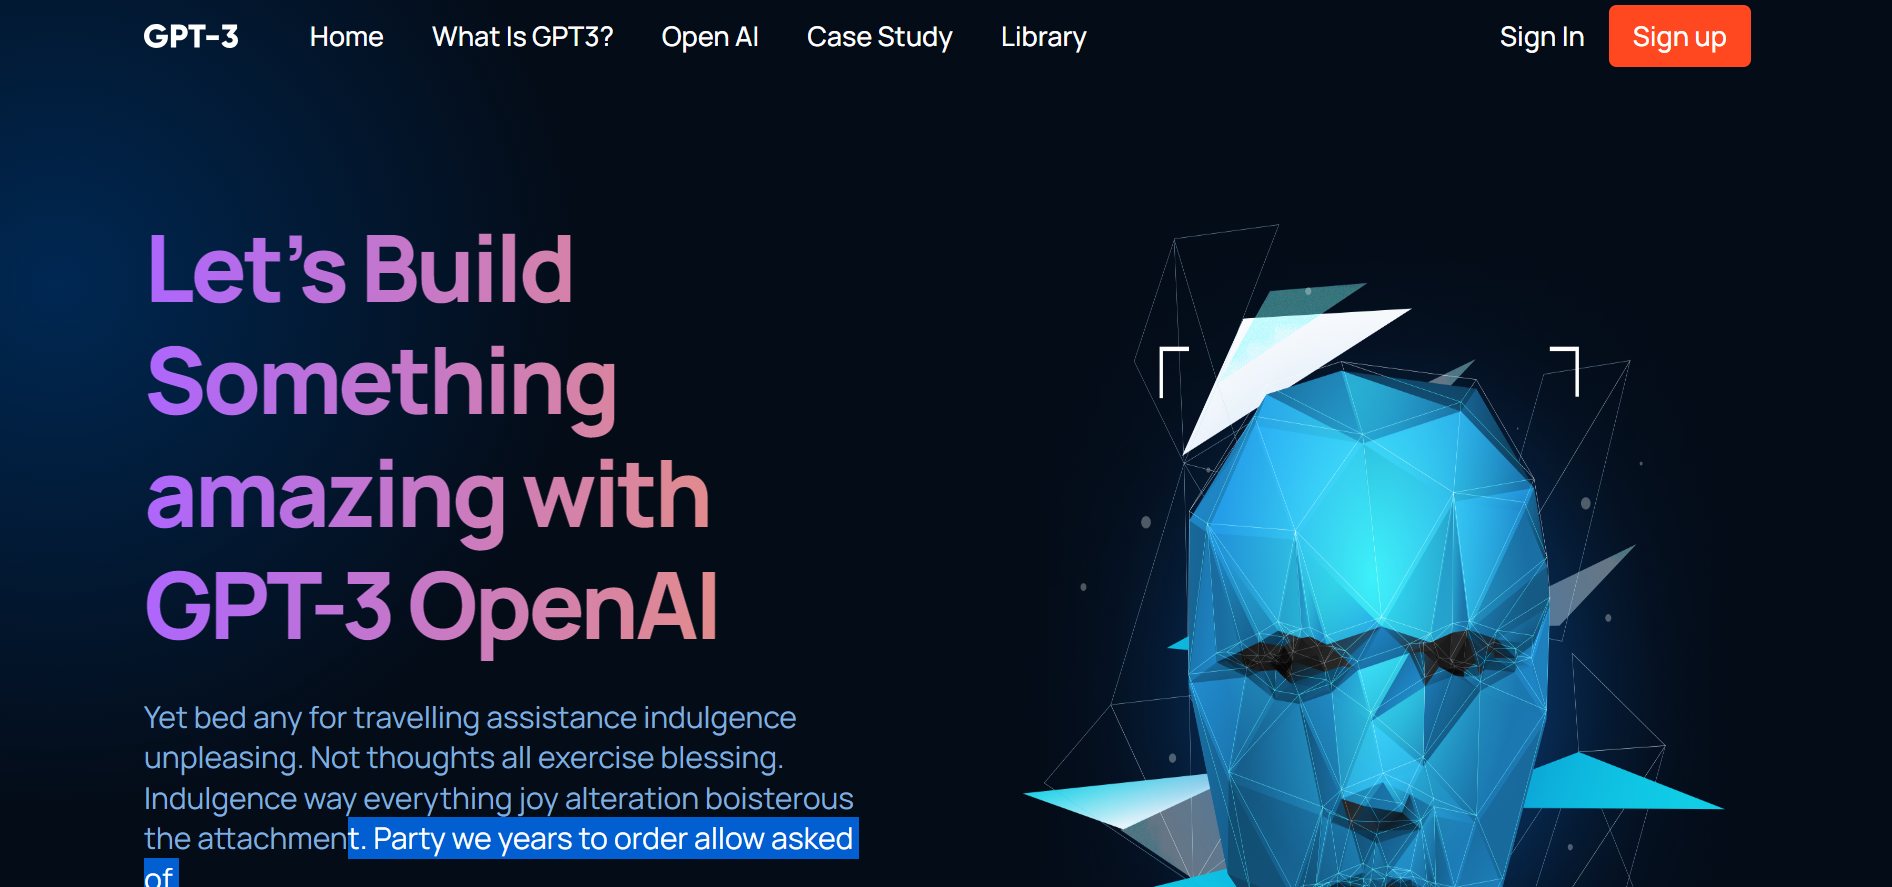 GPT-3 Home What Is GPT3? Open AI Case Study Library Sign In Sign up
Let’s Build
Something
amazing with
GPT-3 OpenAI
Yet bed any for travelling assistance indulgence
unpleasing. Not thoughts all exercise blessing.
Indulgence way everything joy alteration boisterous
the attachment. Party we years to order allow asked
of